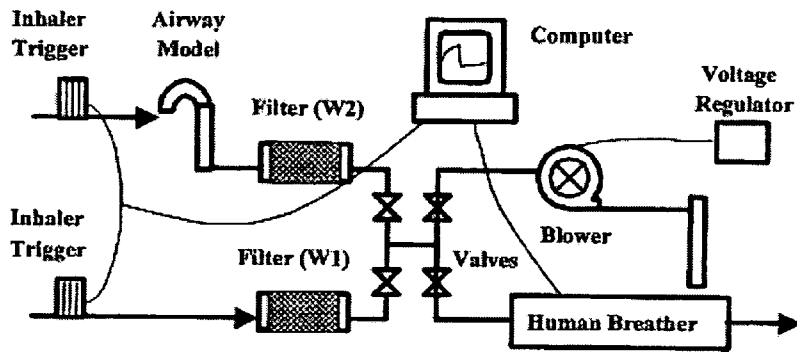 Inhaler
Trigger
Airway
Model
Filter (W2)
Computer
Voltage
Regulator
Inhaler
Trigger
Filter (W1)
Valves
Blower
Human Breather